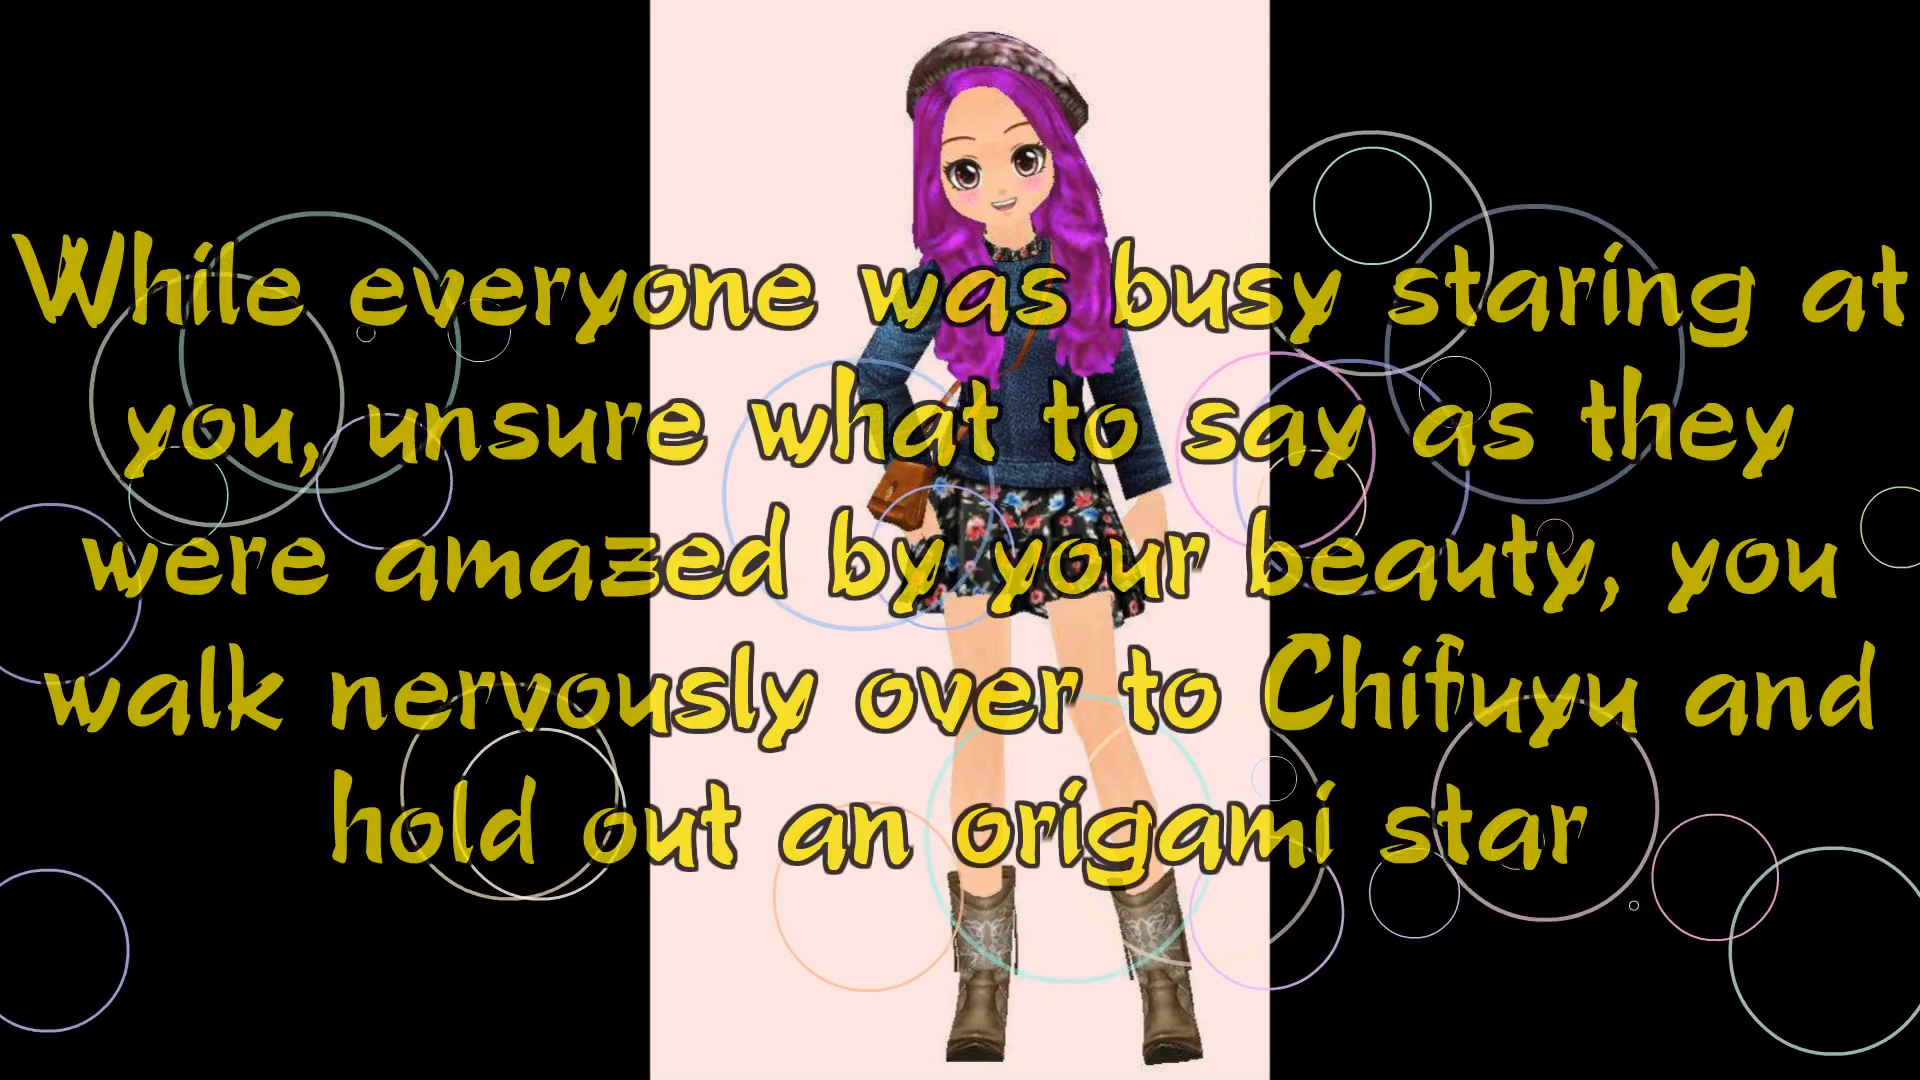 While everyone was busy staring at
you, unsure what to say as they
were amazed by your beauty, you
walk nervously over to Chifuyu and
hold out an origami star